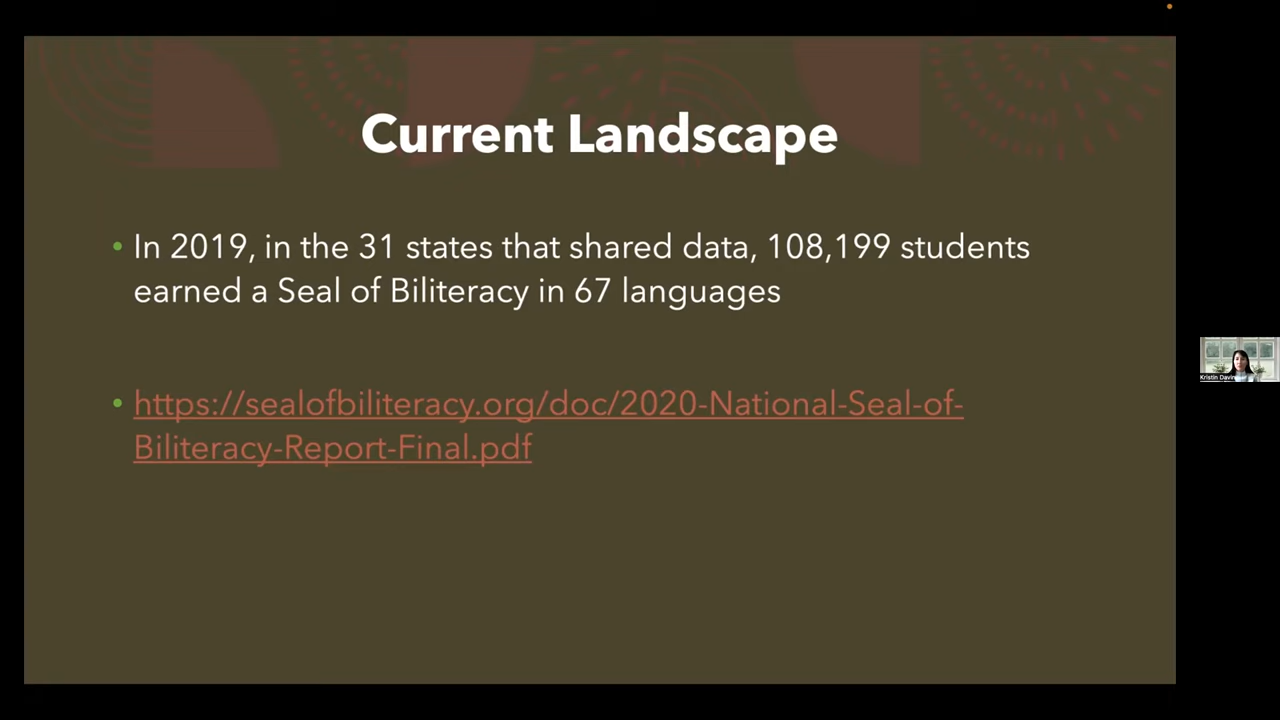 Current Landscape
• In 2019, in the 31 states that shared data, 108,199 students
earned a Seal of Biliteracy in 67 languages
• https://sealofbiliteracy.org/doc/2020-National-Seal-of-
Biliteracy-Report-Final.pdf
Kristin